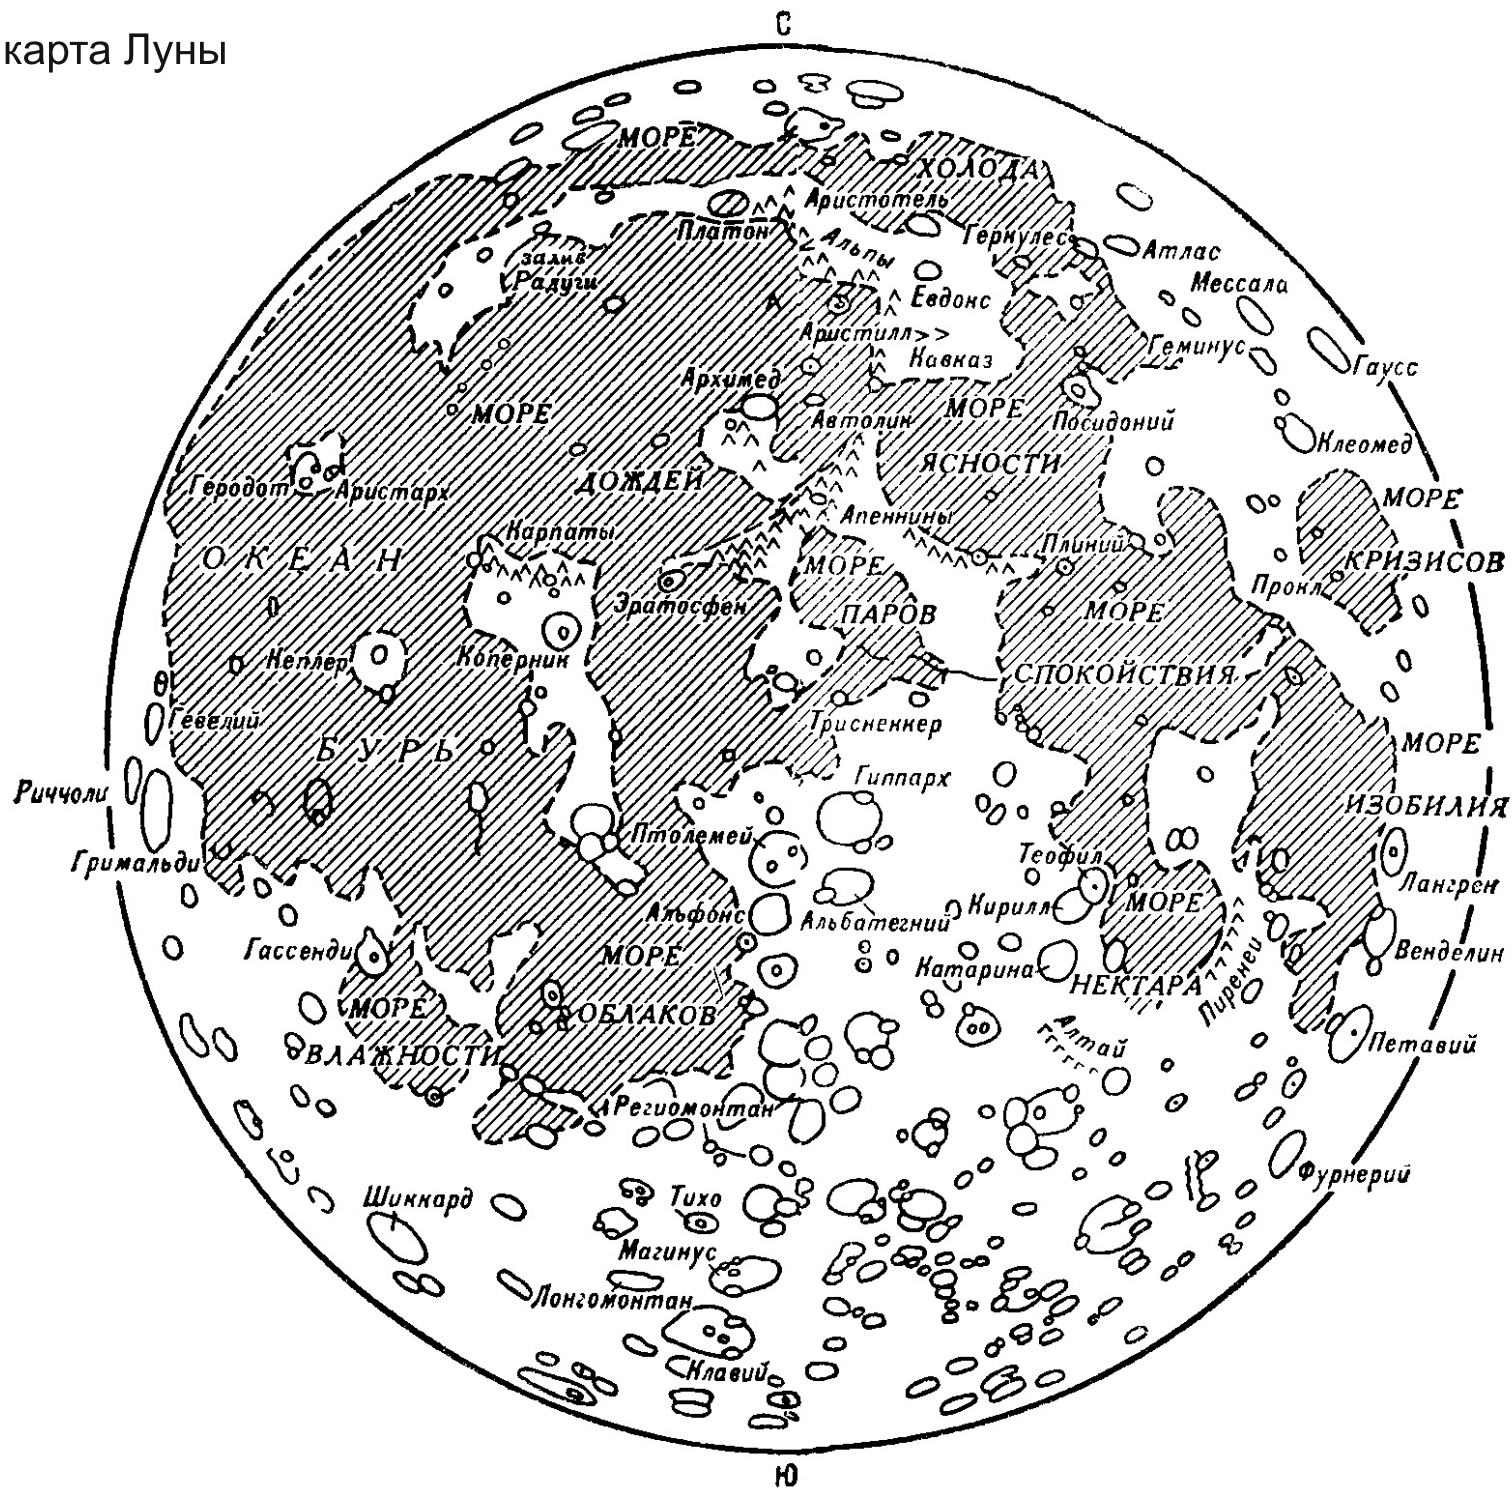 С
карта Луны
МОРЕ
ХОЛОДА
Аристотель
Платон
Альпы
Геркулес
Атлас
залив
Радуги
Мессала
Евдокс
Аристилл
Кавказ
Геминус
Гаусс
Архимед
МОРЕ
МОРЕ
Автолик
Посидоний
Клеомед
ЯСНОСТИ
Геродот
Аристарх
ДОЖДЕЙ
МОРЕ
Апеннины
Карпаты
Плиний
ОКЕАН
МОРЕ
КРИЗИСОВ
Прокл
Эратосфен
ПАРОВ
МОРЕ
Кеплер
Коперник
СПОКОЙСТВИЯ
Гевелий
Триснеккер
БУРЬ
МОРЕ
Риччоли
Гиппарх
ИЗОБИЛИЯ
Птолемей
Гримальди
Теофил
Лангрен
Альфонс
Альбатегний
Кирилл
МОРЕ
Гассенди
МОРЕ
Катарина
НЕКТАРА
Пиренеи
Венделин
МОРЕ
ОБЛАКОВ
Алтай
Петавий
ВЛАЖНОСТИ
Региомонтан
Фурнерий
Шиккард
Тихо
Магинус
Лонгомонтан
Клавий
Ю